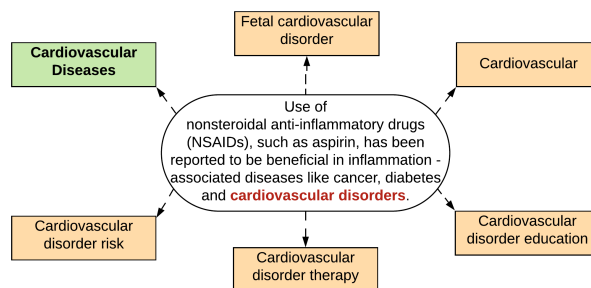 Fetal cardiovascular
disorder
Cardiovascular
Diseases
Cardiovascular
Use of
nonsteroidal anti-inflammatory drugs
(NSAIDs), such as aspirin, has been
reported to be beneficial in inflammation -
associated diseases like cancer, diabetes
and cardiovascular disorders.
Cardiovascular
disorder risk
Cardiovascular
disorder therapy
Cardiovascular
disorder education